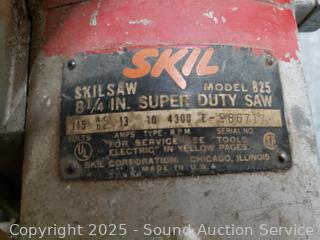 SKIL
SKILSAW MODEL 825
8 1/4 IN. SUPER DUTY SAW
115 13 10 4300
VOLTS AMPS TYPE R.P.M. SERIAL NO.
FOR SERVICE SEE "TOOLS
ELECTRIC" IN YELLOW PAGES
SKIL CORPORATION CHICAGO, ILLINOIS
MADE IN U.S.A.
Copyright 2025 - Sound Auction Service